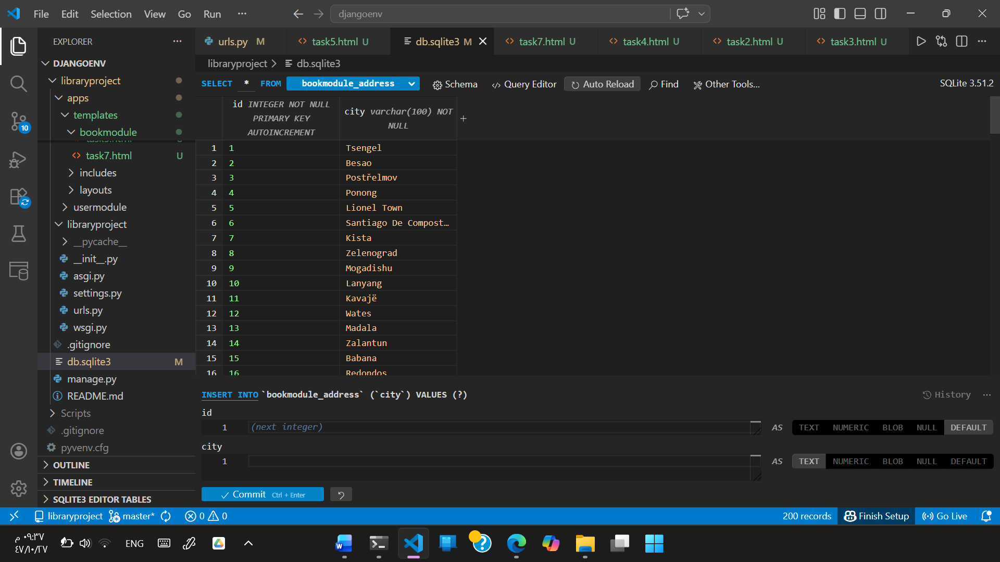 File Edit Selection View Go Run ···
djangoenv
EXPLORER
DJANGOENV
libraryproject
apps
templates
bookmodule
task7.html U
includes
layouts
usermodule
libraryproject
__pycache__
__init__.py
asgi.py
settings.py
urls.py
wsgi.py
.gitignore
db.sqlite3 M
manage.py
README.md
Scripts
.gitignore
pyvenv.cfg
OUTLINE
TIMELINE
SQLITE3 EDITOR TABLES
10
urls.py M
task5.html U
db.sqlite3 M
task7.html U
task4.html U
task2.html U
task3.html U
libraryproject > db.sqlite3
SELECT * FROM bookmodule_address
Schema
Query Editor
Auto Reload
Find
Other Tools...
SQLite 3.51.2
id INTEGER NOT NULL PRIMARY KEY AUTOINCREMENT
city varchar(100) NOT NULL
+
1 1 Tsengel
2 2 Besao
3 3 Postřelmov
4 4 Ponong
5 5 Lionel Town
6 6 Santiago De Compost…
7 7 Kista
8 8 Zelenograd
9 9 Mogadishu
10 10 Lanyang
11 11 Kavajë
12 12 Wates
13 13 Madala
14 14 Zalantun
15 15 Babana
16 16 Redondos
INSERT INTO `bookmodule_address` (`city`) VALUES (?)
History ···
id
1 (next integer) AS TEXT NUMERIC BLOB NULL DEFAULT
city
1 AS TEXT NUMERIC BLOB NULL DEFAULT
Commit Ctrl + Enter
libraryproject master* 0 0
200 records Finish Setup Go Live
٠٩:٣٧ م
٤٧/١٠/٢٧
ENG